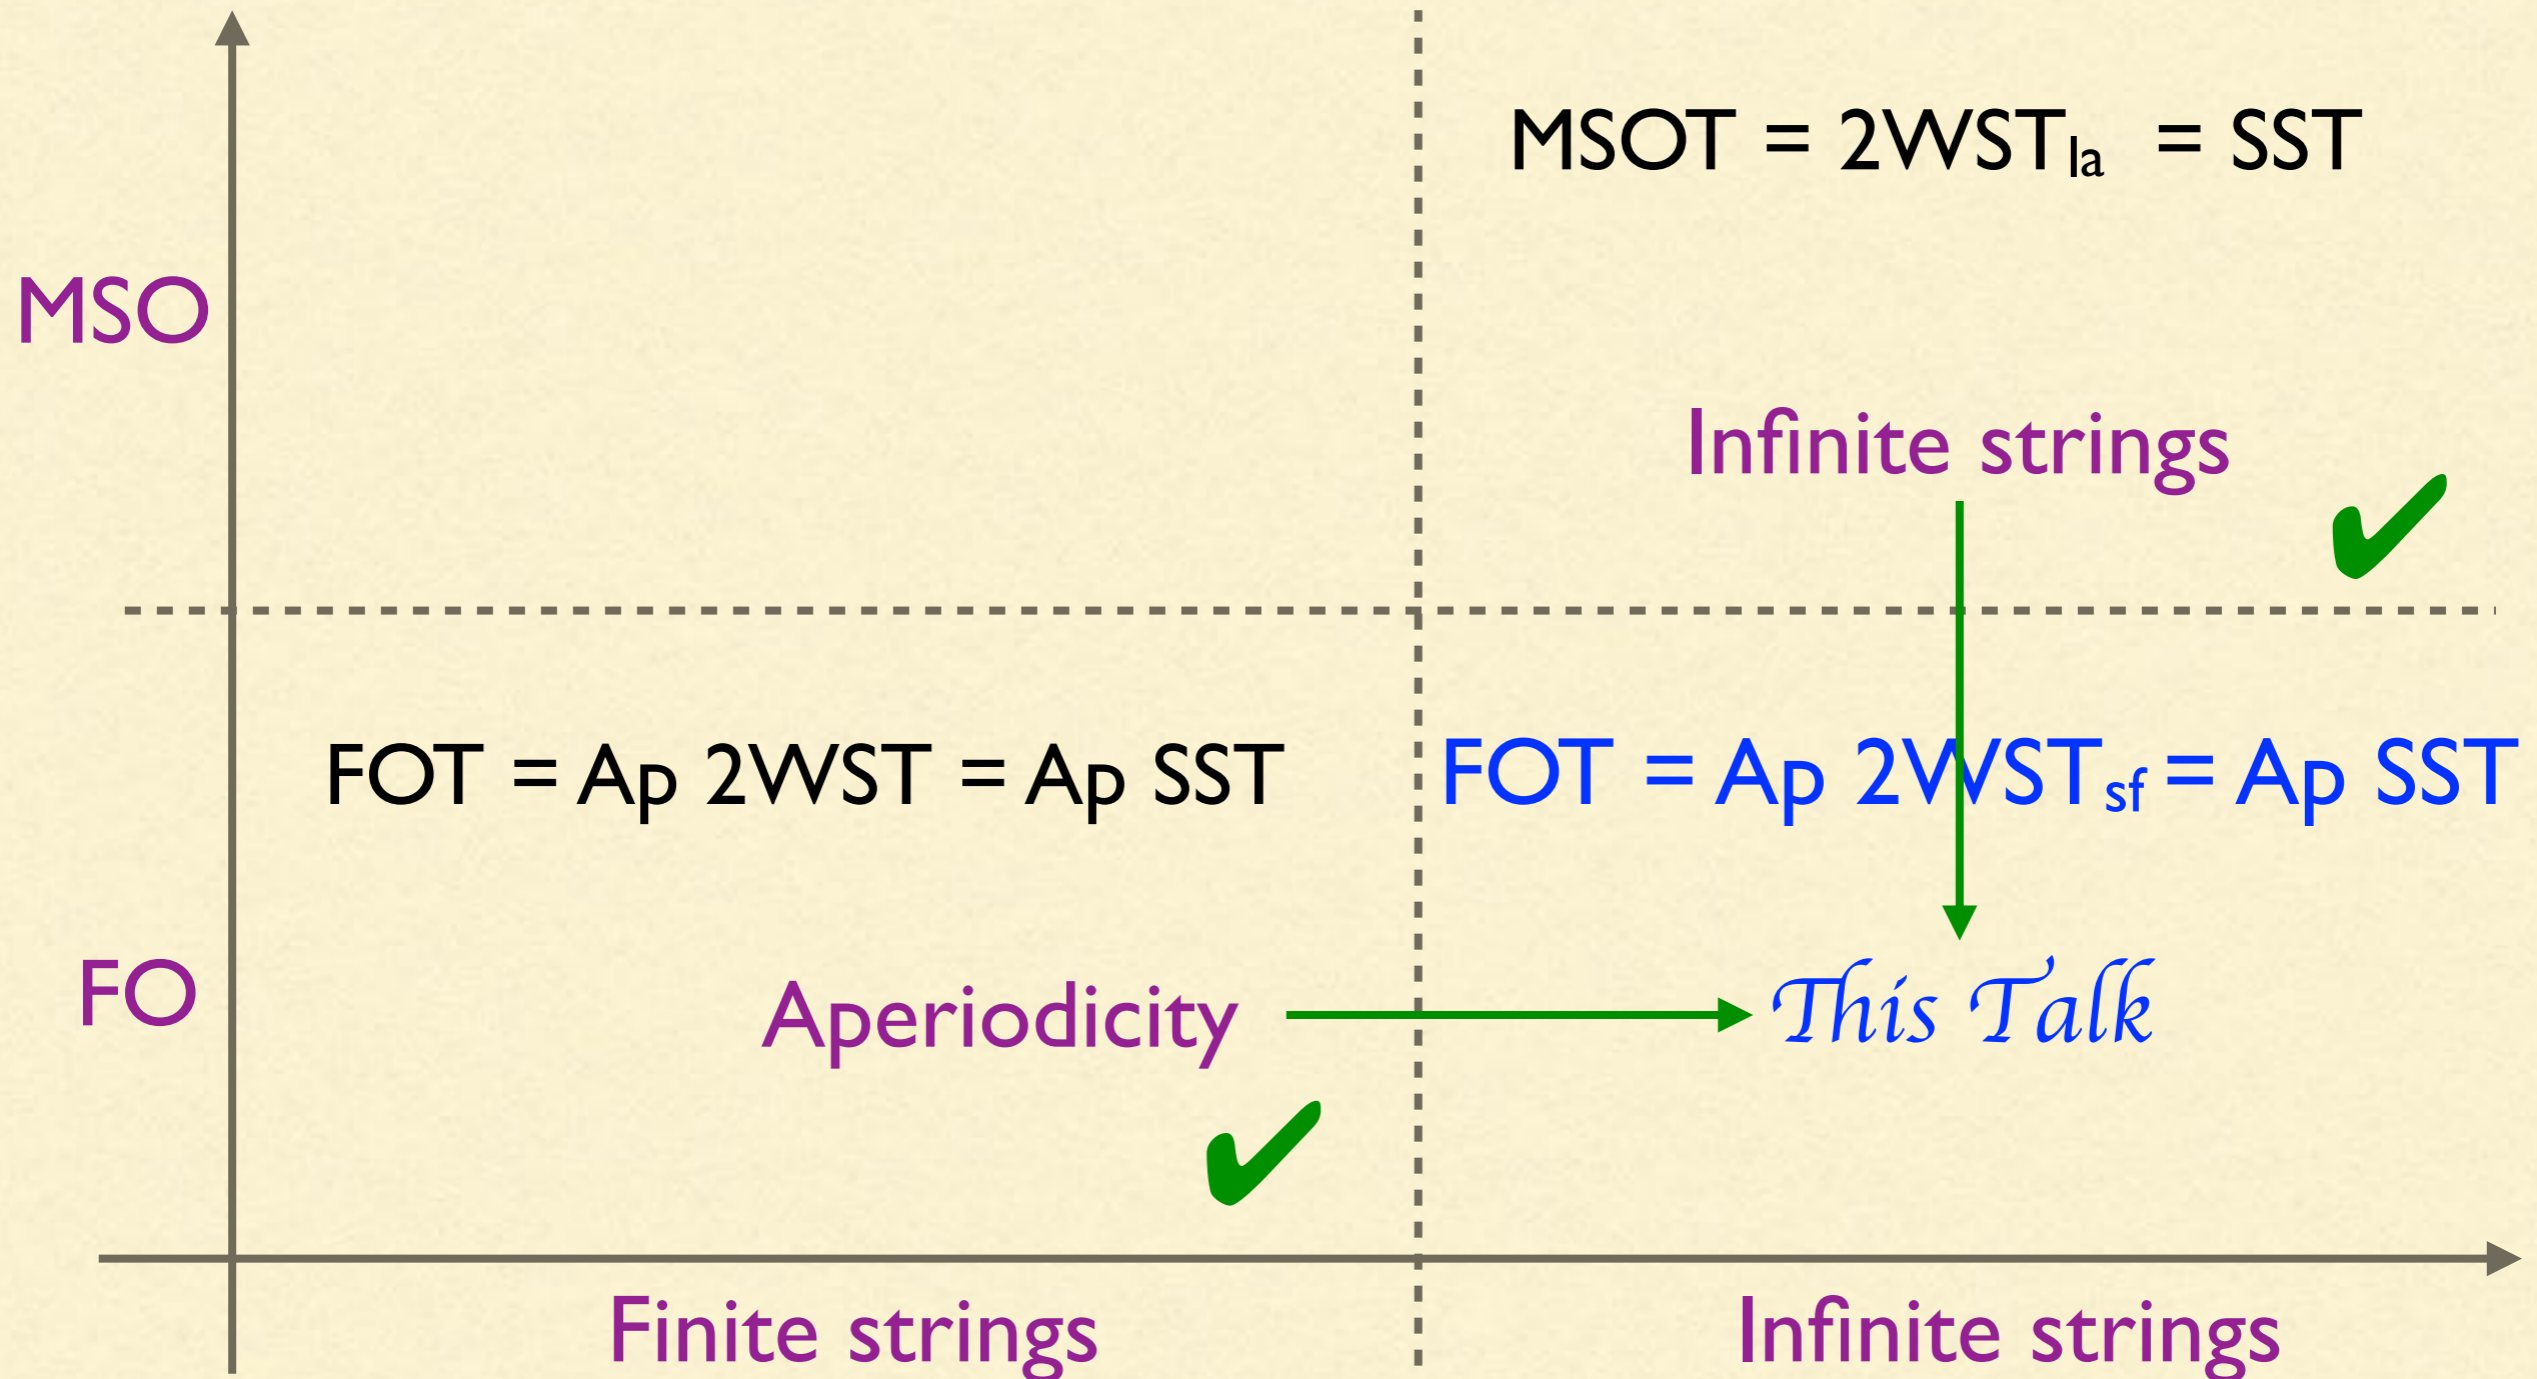 MSOT = 2WSTla = SST
MSO
Infinite strings
✔
FOT = Ap 2WST = Ap SST
FOT = Ap 2WSTsf = Ap SST
FO
Aperiodicity
This Talk
✔
Finite strings
Infinite strings